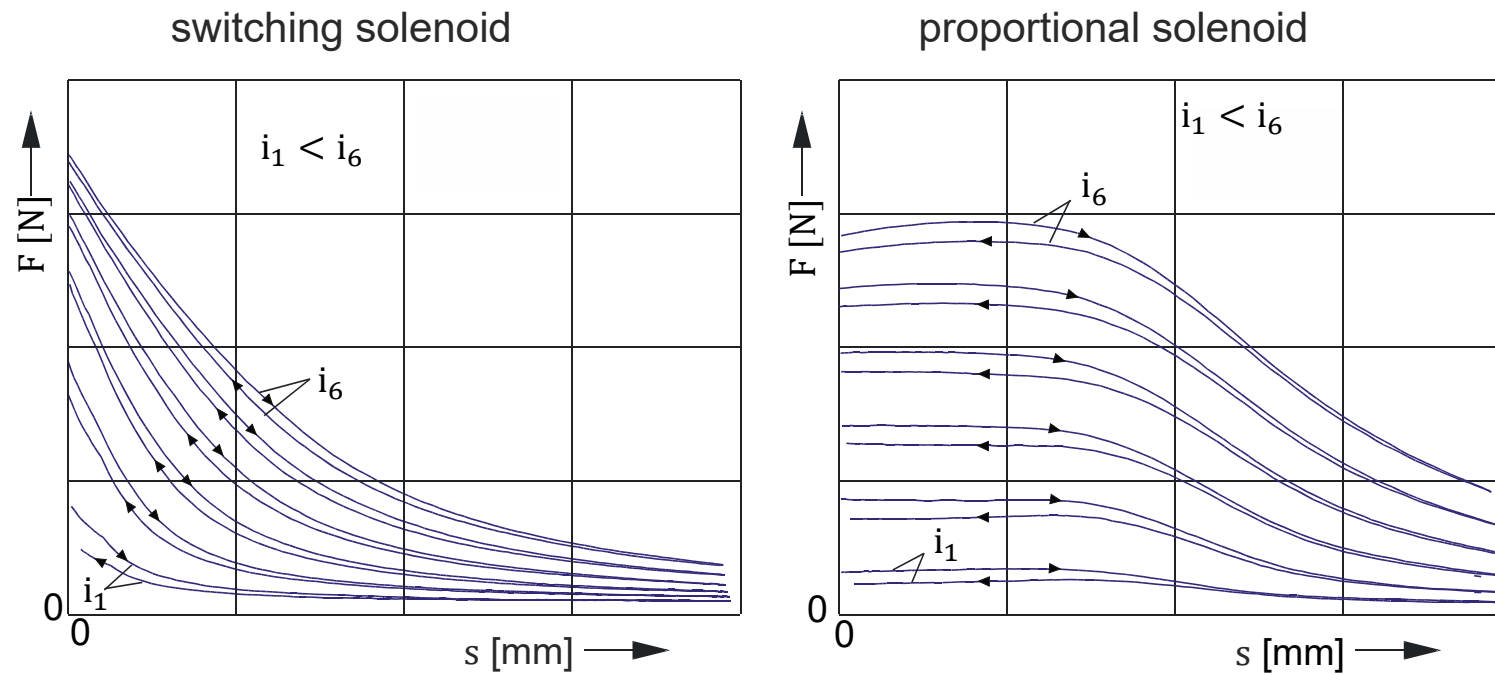 switching solenoid
F [N]
i₁ < i₆
i₆
i₁
0
0
s [mm]
proportional solenoid
F [N]
i₁ < i₆
i₆
i₁
0
0
s [mm]